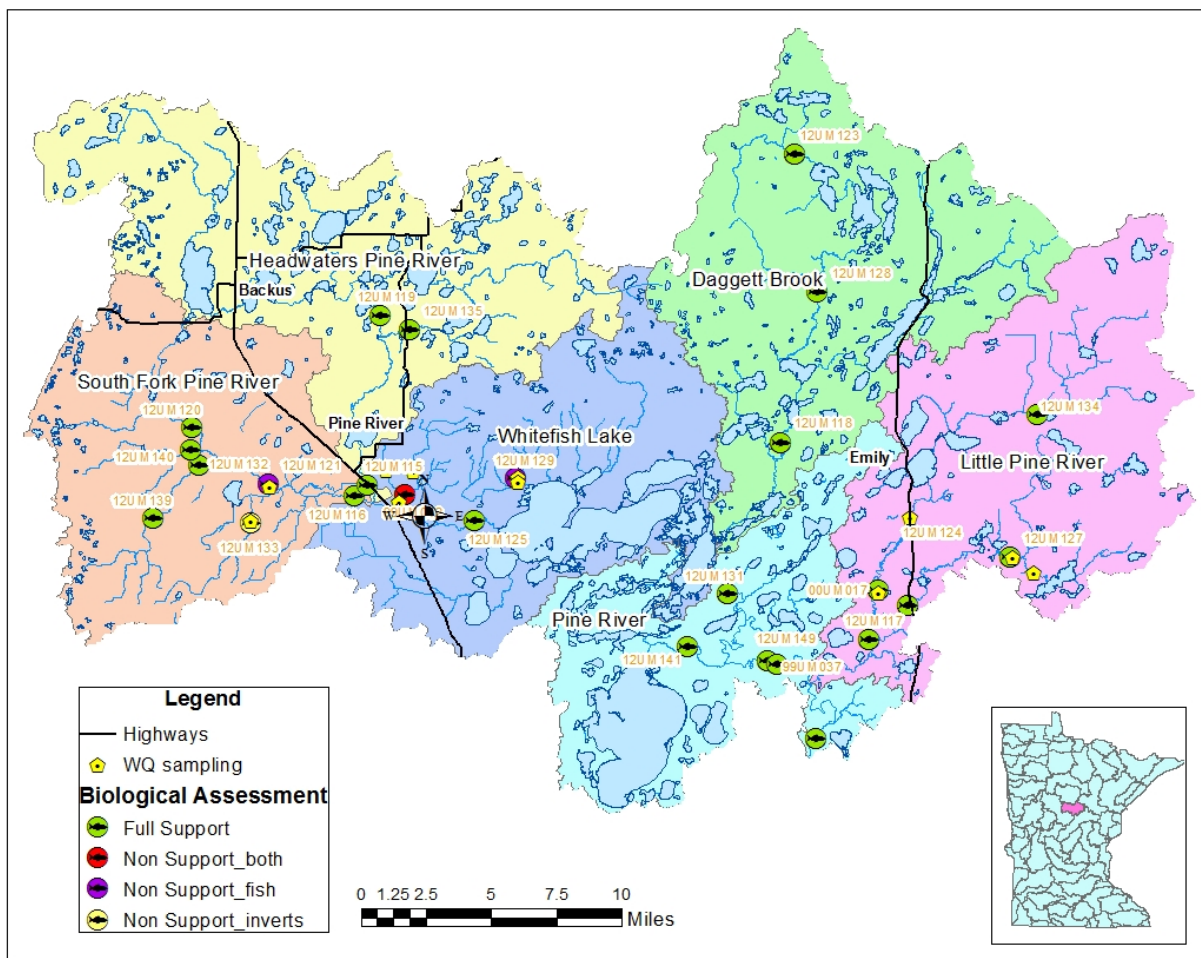 12UM123
12UM128
Daggett Brook
Headwaters Pine River
Backus
12UM119
12UM135
South Fork Pine River
12UM120
12UM140
12UM132
12UM121
12UM139
12UM133
12UM116
Pine River
12UM115
Whitefish Lake
12UM129
12UM125
W
E
S
12UM118
Emily
12UM134
Little Pine River
12UM124
12UM127
00UM017
12UM117
12UM131
Pine River
12UM149
12UM141
99UM037
Legend
Highways
WQ sampling
Biological Assessment
Full Support
Non Support_both
Non Support_fish
Non Support_inverts
0 1.25 2.5 5 7.5 10
Miles